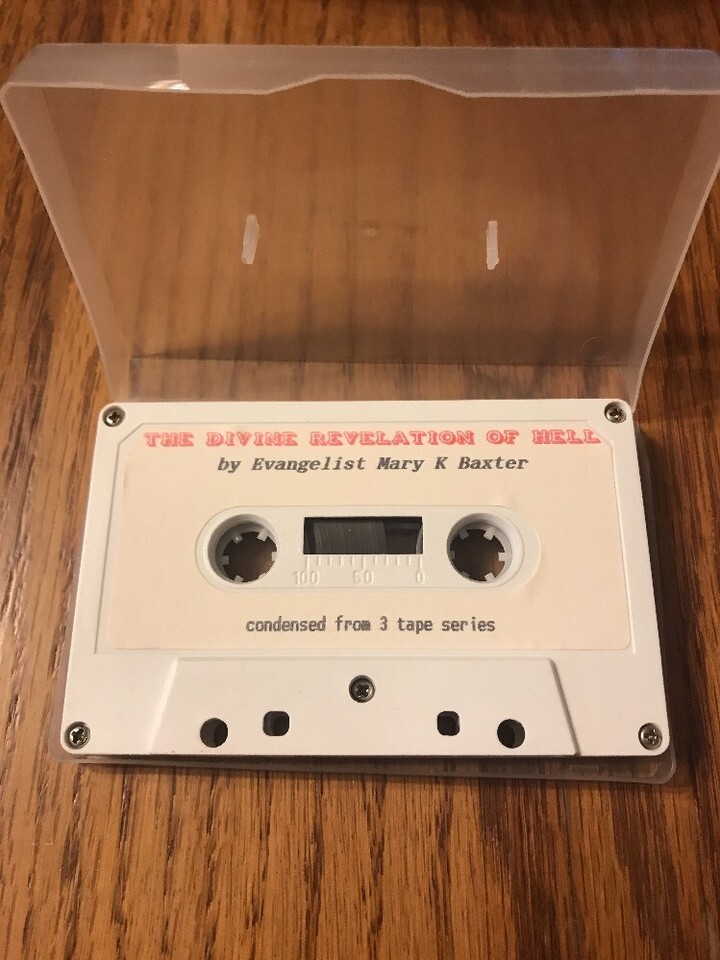 THE DIVINE REVELATION OF HELL
by Evangelist Mary K Baxter
100 50 0
condensed from 3 tape series